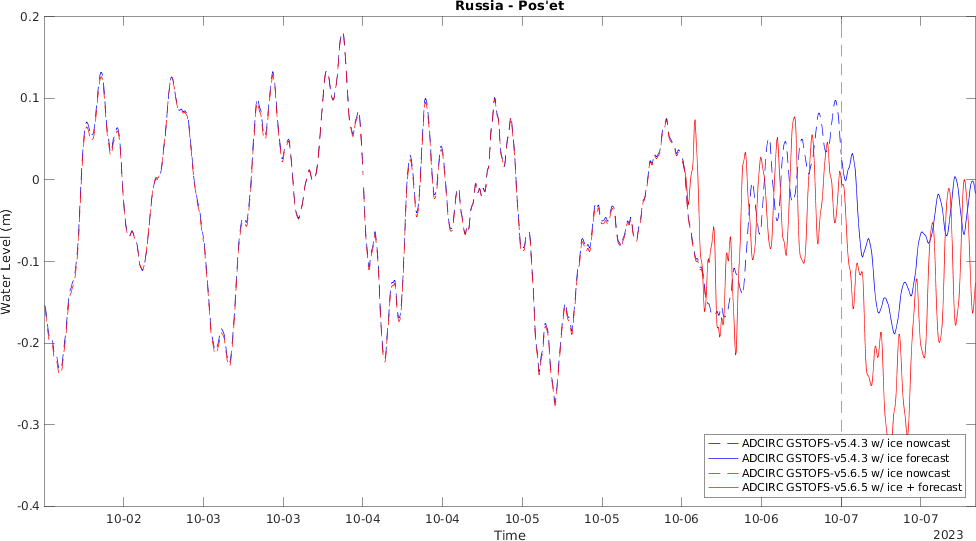 Russia - Pos'et
0.2
0.1
0
-0.1
-0.2
-0.3
-0.4
Water Level (m)
ADCIRC GSTOFS-v5.4.3 w/ ice nowcast
ADCIRC GSTOFS-v5.4.3 w/ ice forecast
ADCIRC GSTOFS-v5.6.5 w/ ice nowcast
ADCIRC GSTOFS-v5.6.5 w/ ice + forecast
10-02 10-03 10-03 10-04 10-04 10-05 10-05 10-06 10-06 10-07 10-07
Time
2023